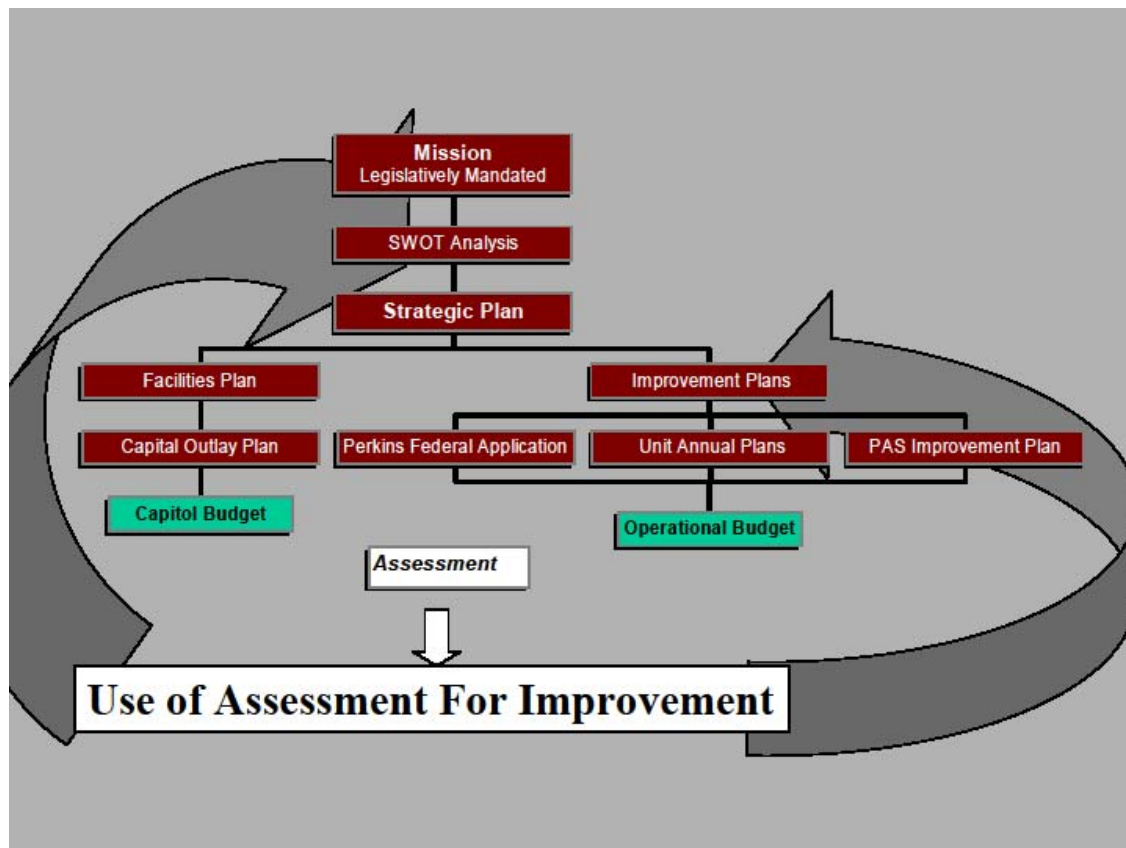 Mission
Legislatively Mandated
SWOT Analysis
Strategic Plan
Facilities Plan
Improvement Plans
Capital Outlay Plan
Perkins Federal Application
Unit Annual Plans
PAS Improvement Plan
Capitol Budget
Operational Budget
Assessment
Use of Assessment For Improvement